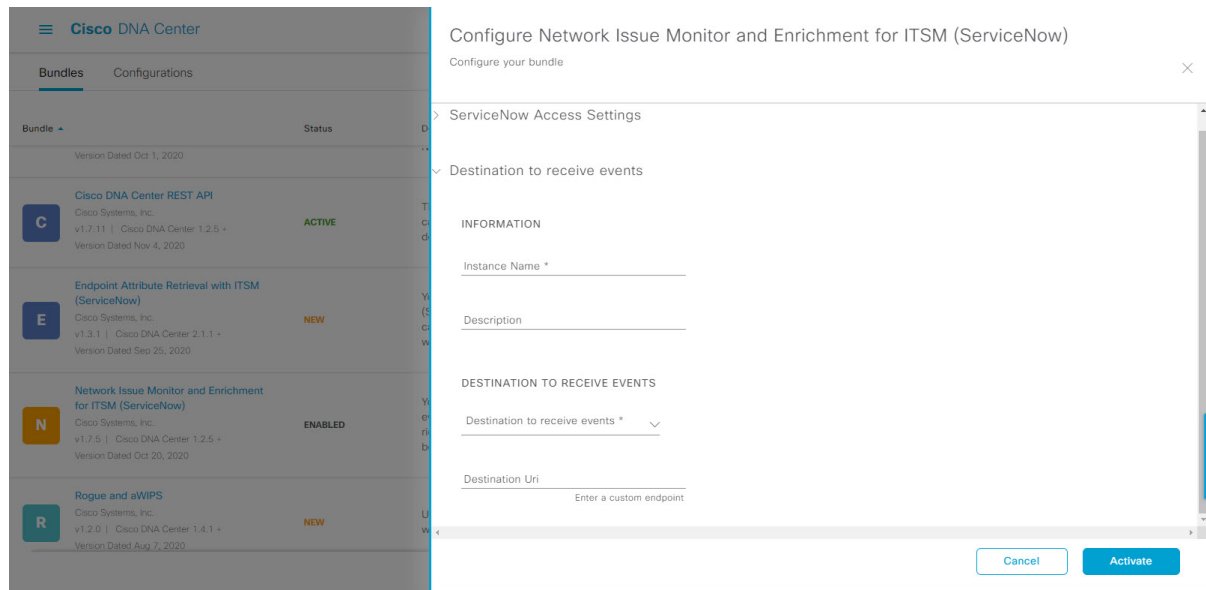 Cisco DNA Center
Bundles Configurations
Bundle Status
Version Dated Oct 1, 2020
C
Cisco DNA Center REST API
Cisco Systems, Inc.
v1.7.11 | Cisco DNA Center 1.2.5 +
Version Dated Nov 4, 2020
ACTIVE
E
Endpoint Attribute Retrieval with ITSM
(ServiceNow)
Cisco Systems, Inc.
v1.3.1 | Cisco DNA Center 2.1.1 +
Version Dated Sep 25, 2020
NEW
N
Network Issue Monitor and Enrichment
for ITSM (ServiceNow)
Cisco Systems, Inc.
v1.7.5 | Cisco DNA Center 1.2.5 +
Version Dated Oct 20, 2020
ENABLED
R
Rogue and aWIPS
Cisco Systems, Inc.
v1.2.0 | Cisco DNA Center 1.4.1 +
Version Dated Aug 7, 2020
NEW
Configure Network Issue Monitor and Enrichment for ITSM (ServiceNow)
Configure your bundle
ServiceNow Access Settings
Destination to receive events
INFORMATION
Instance Name *
Description
DESTINATION TO RECEIVE EVENTS
Destination to receive events *
Destination Uri
Enter a custom endpoint
Cancel Activate